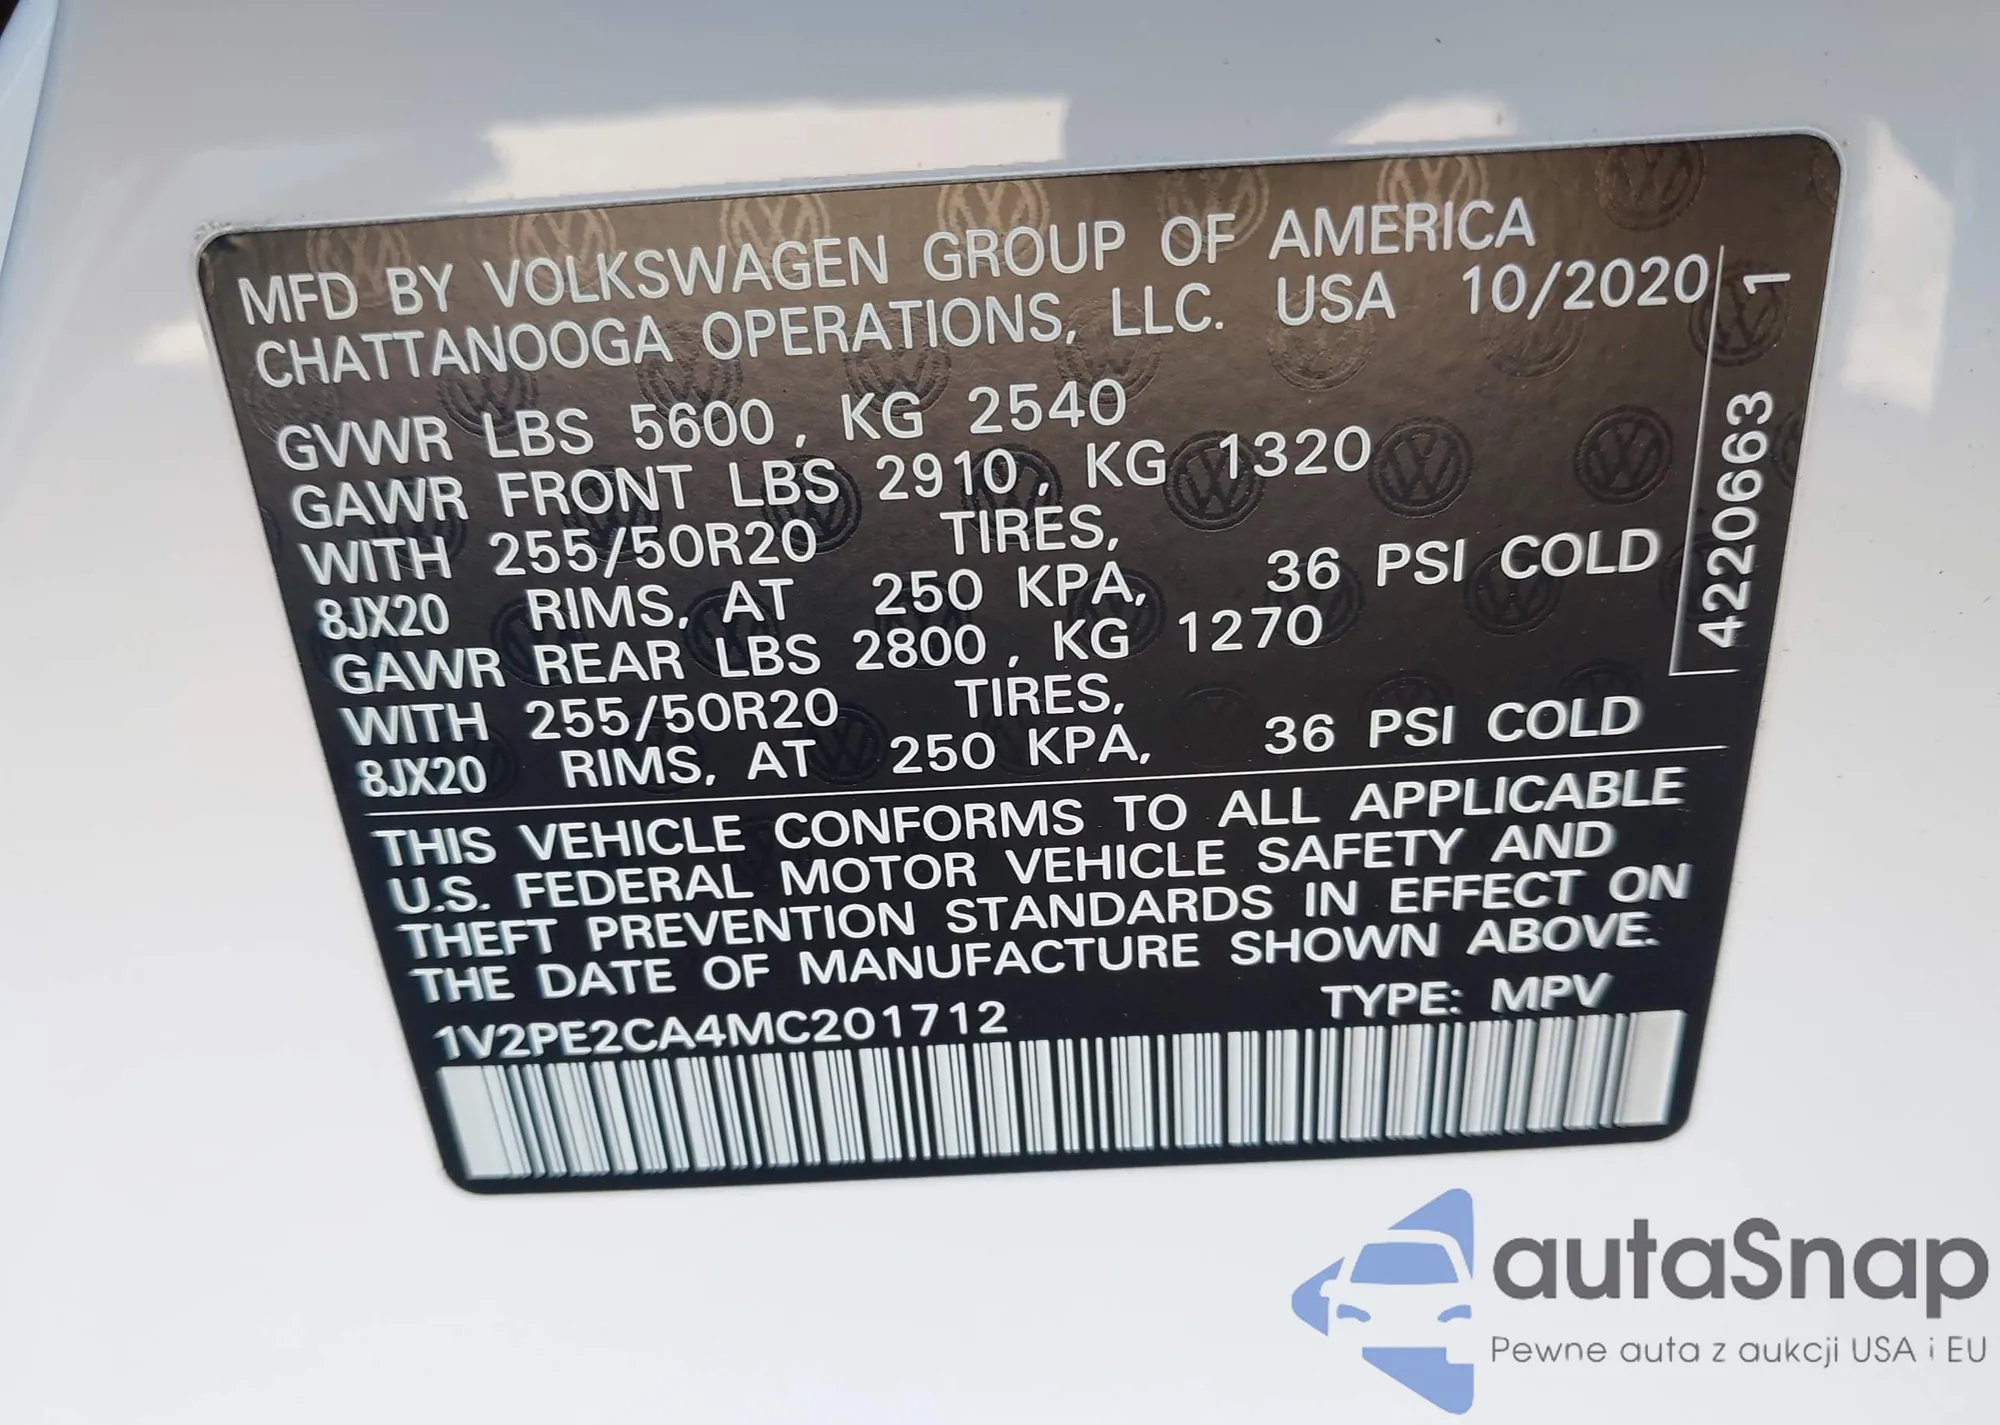 MFD BY VOLKSWAGEN GROUP OF AMERICA
CHATTANOOGA OPERATIONS, LLC. USA 10/2020
GVWR LBS 5600, KG 2540
GAWR FRONT LBS 2910, KG 1320
WITH 255/50R20 TIRES,
8JX20 RIMS, AT 250 KPA, 36 PSI COLD
GAWR REAR LBS 2800, KG 1270
WITH 255/50R20 TIRES,
8JX20 RIMS, AT 250 KPA, 36 PSI COLD
4220663 1
THIS VEHICLE CONFORMS TO ALL APPLICABLE
U.S. FEDERAL MOTOR VEHICLE SAFETY AND
THEFT PREVENTION STANDARDS IN EFFECT ON
THE DATE OF MANUFACTURE SHOWN ABOVE.
1V2PE2CA4MC201712 TYPE: MPV
autaSnap
Pewne auta z aukcji USA i EU